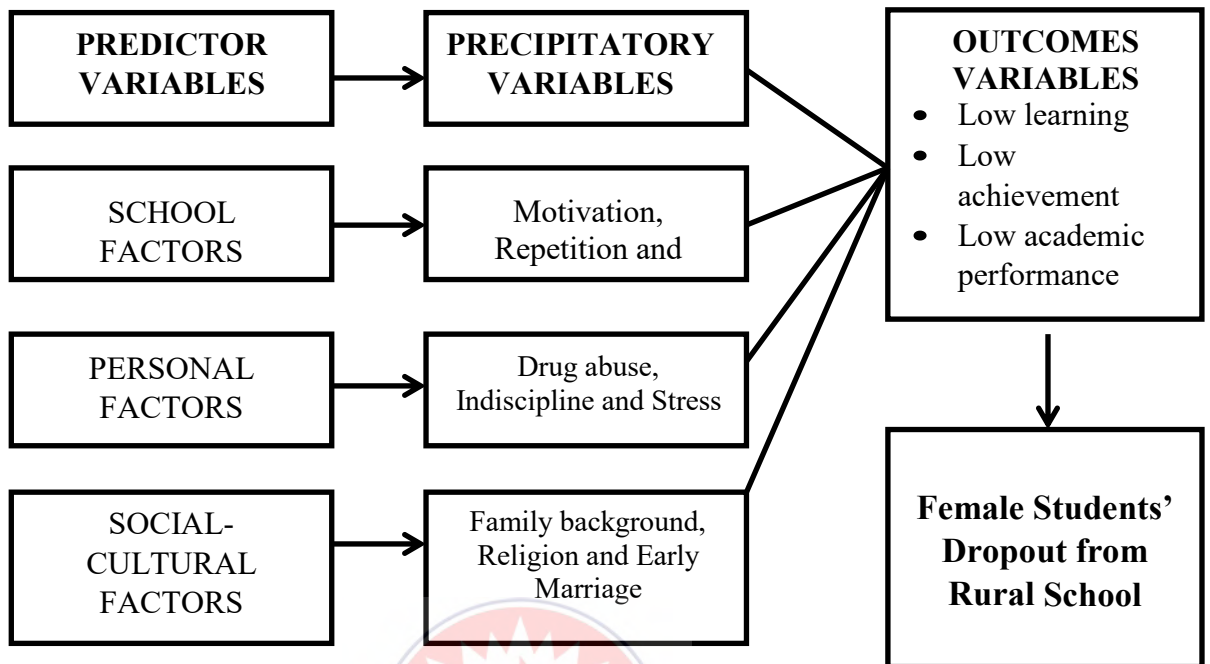 PREDICTOR
VARIABLES
PRECIPITATORY
VARIABLES
OUTCOMES
VARIABLES
• Low learning
• Low
achievement
• Low academic
performance
SCHOOL
FACTORS
Motivation,
Repetition and
PERSONAL
FACTORS
Drug abuse,
Indiscipline and Stress
SOCIAL-
CULTURAL
FACTORS
Family background,
Religion and Early
Marriage
Female Students’
Dropout from
Rural School